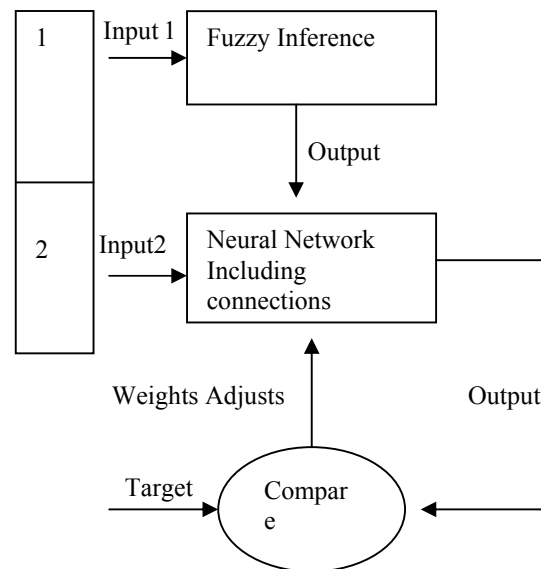 1
Input 1
Fuzzy Inference
Output
2
Input2
Neural Network
Including
connections
Weights Adjusts
Output
Target
Compar
e